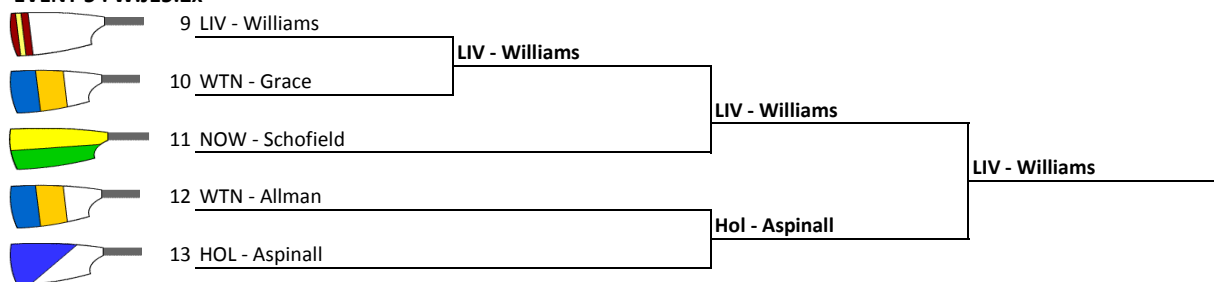 9 LIV - Williams
LIV - Williams
10 WTN - Grace
LIV - Williams
11 NOW - Schofield
LIV - Williams
12 WTN - Allman
Hol - Aspinall
13 HOL - Aspinall